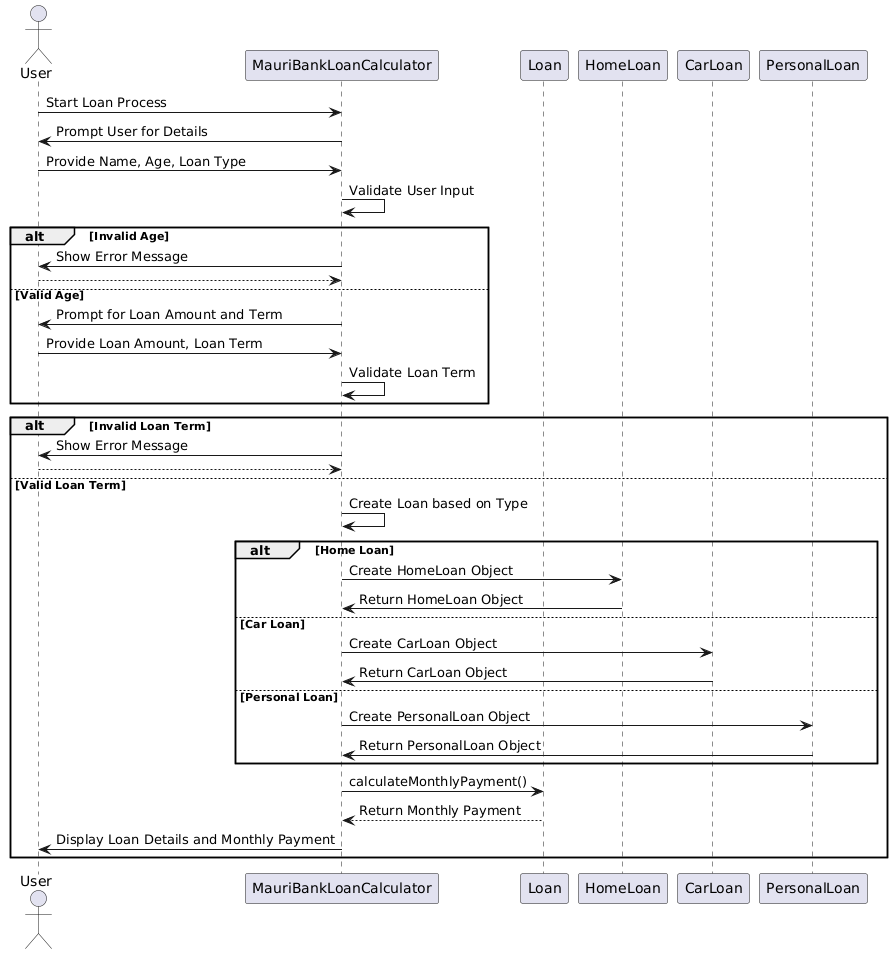 User
MauriBankLoanCalculator
Loan
HomeLoan
CarLoan
PersonalLoan
Start Loan Process
Prompt User for Details
Provide Name, Age, Loan Type
Validate User Input
alt [Invalid Age]
Show Error Message
[Valid Age]
Prompt for Loan Amount and Term
Provide Loan Amount, Loan Term
Validate Loan Term
alt [Invalid Loan Term]
Show Error Message
[Valid Loan Term]
Create Loan based on Type
alt [Home Loan]
Create HomeLoan Object
Return HomeLoan Object
[Car Loan]
Create CarLoan Object
Return CarLoan Object
[Personal Loan]
Create PersonalLoan Object
Return PersonalLoan Object
calculateMonthlyPayment()
Return Monthly Payment
Display Loan Details and Monthly Payment
User
MauriBankLoanCalculator
Loan
HomeLoan
CarLoan
PersonalLoan